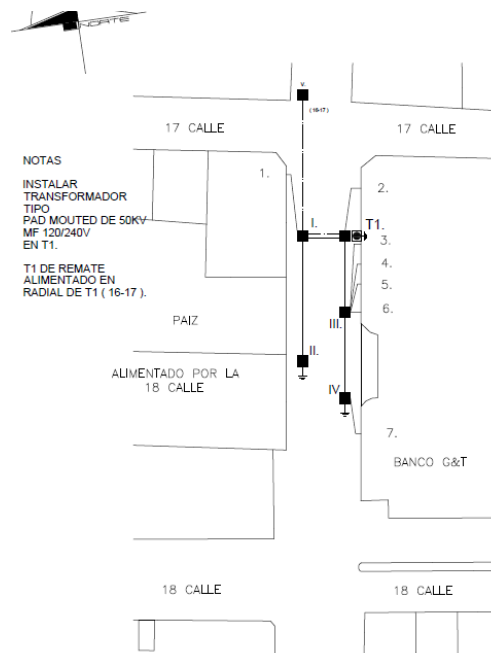 NORTE
V.
(16-17)
17 CALLE
17 CALLE
NOTAS
INSTALAR
TRANSFORMADOR
TIPO
PAD MOUTED DE 50KV
MF 120/240V
EN T1.
T1 DE REMATE
ALIMENTADO EN
RADIAL DE T1 ( 16-17 ).
1.
2.
I.
T1.
3.
4.
5.
6.
III.
PAIZ
II.
ALIMENTADO POR LA
18 CALLE
IV
7.
BANCO G&T
18 CALLE
18 CALLE